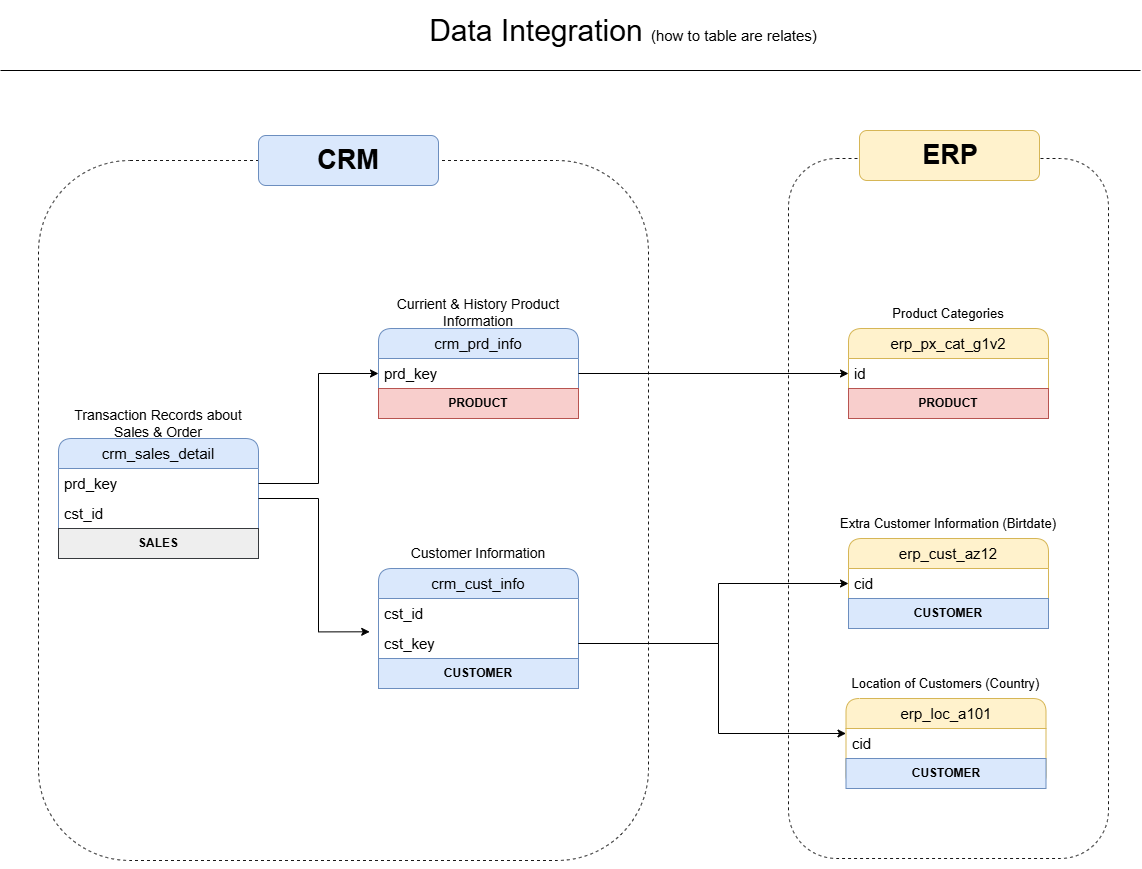 Data Integration (how to table are relates)
CRM
ERP
Currient & History Product
Information
crm_prd_info
prd_key
PRODUCT
Product Categories
erp_px_cat_g1v2
id
PRODUCT
Transaction Records about
Sales & Order
crm_sales_detail
prd_key
cst_id
SALES
Customer Information
crm_cust_info
cst_id
cst_key
CUSTOMER
Extra Customer Information (Birtdate)
erp_cust_az12
cid
CUSTOMER
Location of Customers (Country)
erp_loc_a101
cid
CUSTOMER